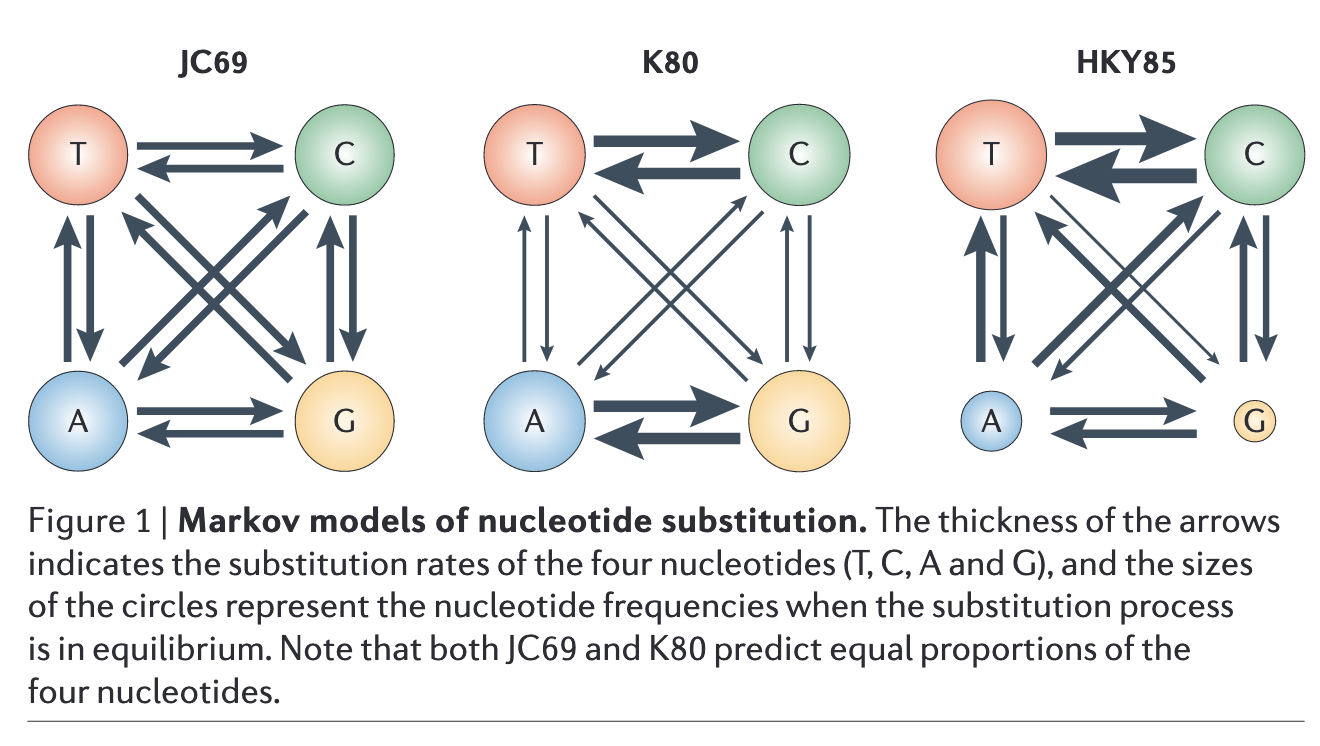 JC69
K80
HKY85
T
C
T
C
T
C
A
G
A
G
A
G
Figure 1 | Markov models of nucleotide substitution. The thickness of the arrows
indicates the substitution rates of the four nucleotides (T, C, A and G), and the sizes
of the circles represent the nucleotide frequencies when the substitution process
is in equilibrium. Note that both JC69 and K80 predict equal proportions of the
four nucleotides.